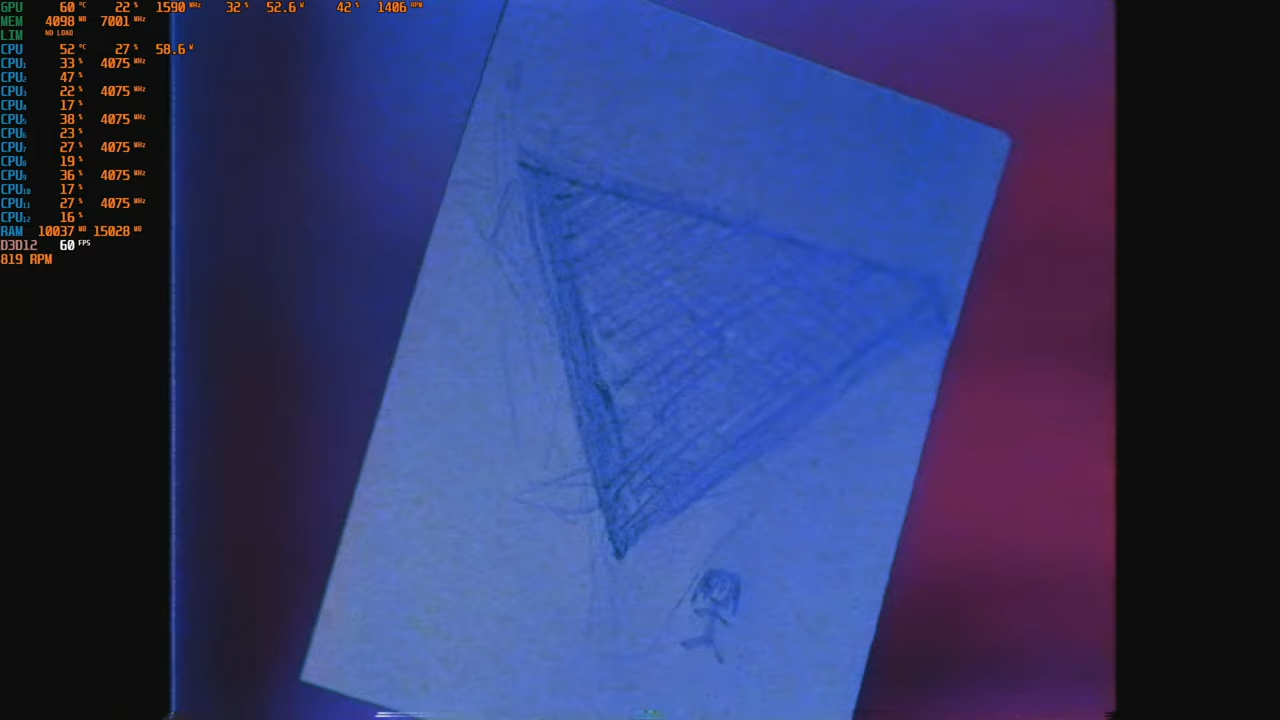 GPU 60 °C 22 % 1590 MHz 32 % 52.6 W 42 % 1406 RPM
MEM 4098 MB 7001 MHz
LIM NO LOAD
CPU 52 °C 27 % 58.6 W
CPU1 33 % 4075 MHz
CPU2 47 %
CPU3 22 % 4075 MHz
CPU4 17 %
CPU5 38 % 4075 MHz
CPU6 23 %
CPU7 27 % 4075 MHz
CPU8 19 %
CPU9 36 % 4075 MHz
CPU10 17 %
CPU11 27 % 4075 MHz
CPU12 16 %
RAM 10037 MB 15028 MB
D3D12 60 FPS
819 RPM